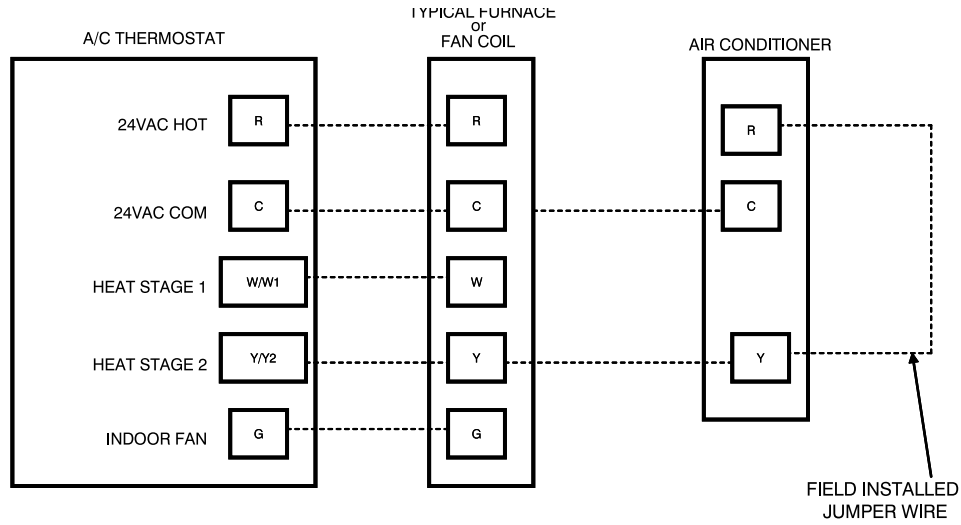 TYPICAL FURNACE
or
FAN COIL
A/C THERMOSTAT
AIR CONDITIONER
24VAC HOT
R
R
R
24VAC COM
C
C
C
HEAT STAGE 1
W/W1
W
HEAT STAGE 2
Y/Y2
Y
Y
INDOOR FAN
G
G
FIELD INSTALLED
JUMPER WIRE